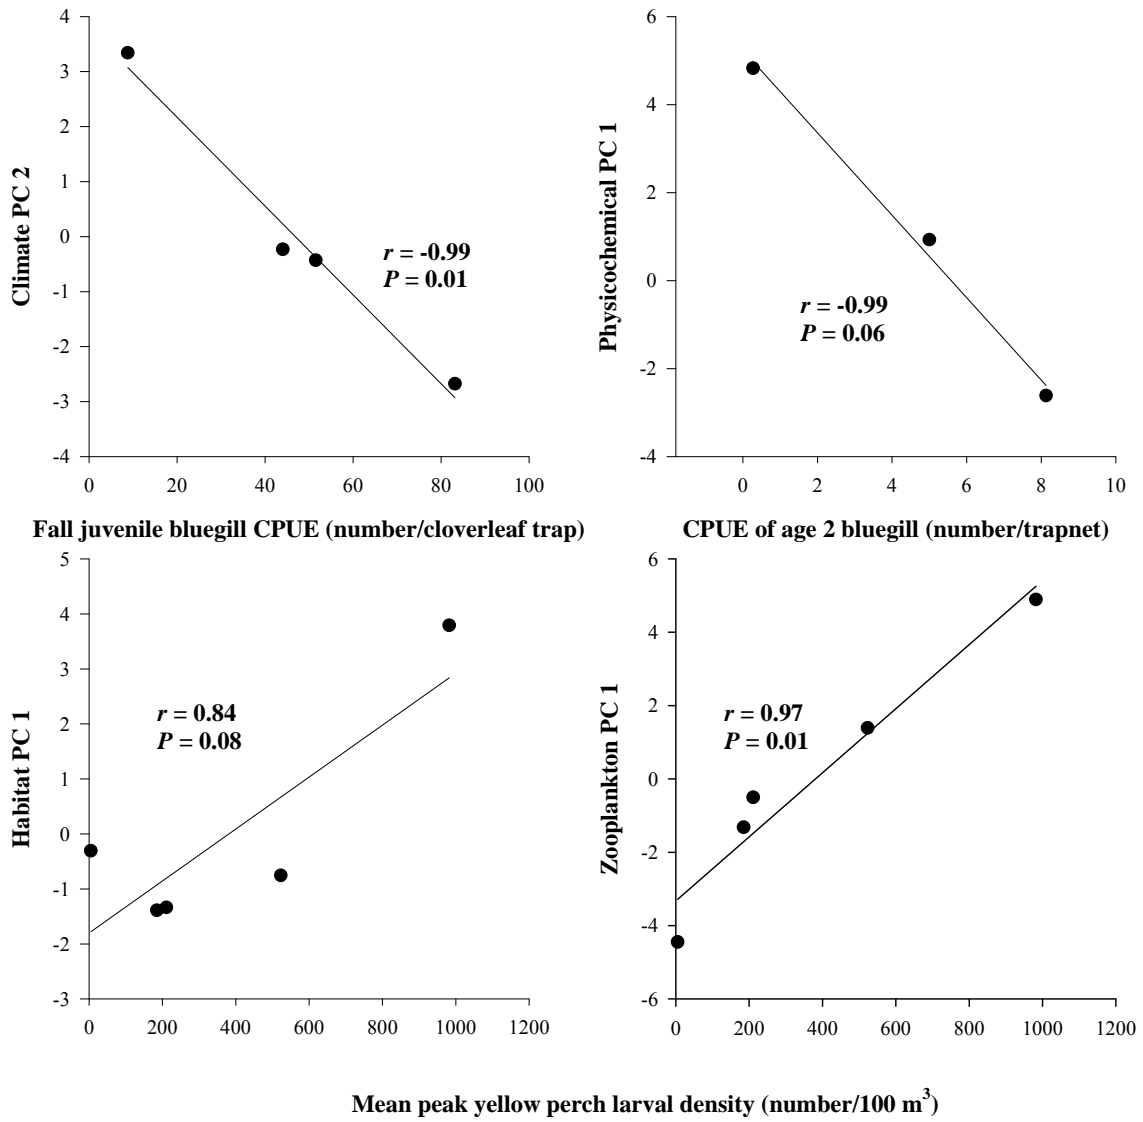 4
3
2
1
0
-1
-2
-3
-4
Climate PC 2
r = -0.99
P = 0.01
0 20 40 60 80 100
Fall juvenile bluegill CPUE (number/cloverleaf trap)
6
4
2
0
-2
-4
Physicochemical PC 1
r = -0.99
P = 0.06
0 2 4 6 8 10
CPUE of age 2 bluegill (number/trapnet)
5
4
3
2
1
0
-1
-2
-3
Habitat PC 1
r = 0.84
P = 0.08
0 200 400 600 800 1000 1200
6
4
2
0
-2
-4
-6
Zooplankton PC 1
r = 0.97
P = 0.01
0 200 400 600 800 1000 1200
Mean peak yellow perch larval density (number/100 m³)